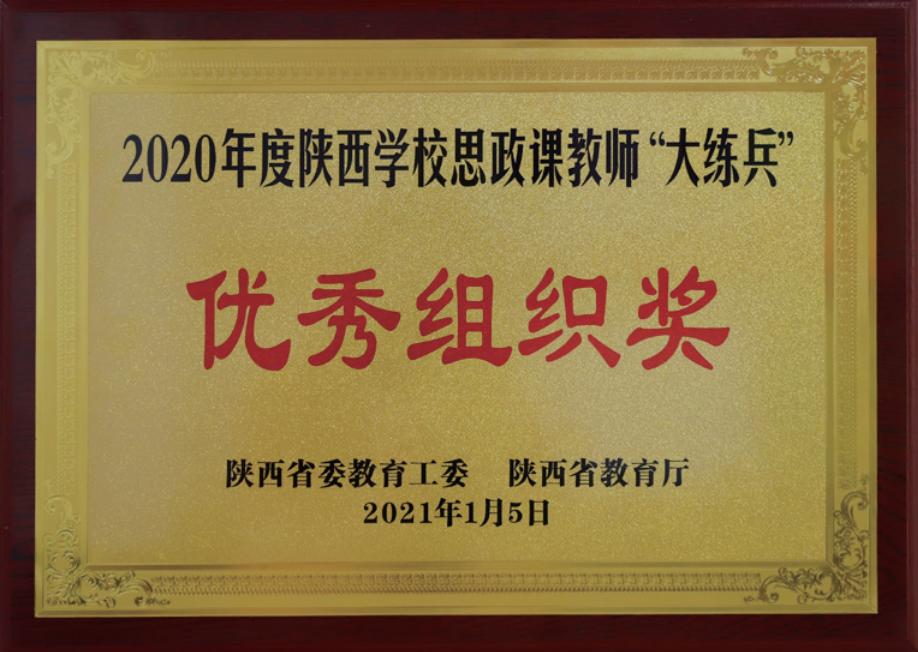 2020年度陕西学校思政课教师“大练兵”
优秀组织奖
陕西省委教育工委 陕西省教育厅
2021年1月5日